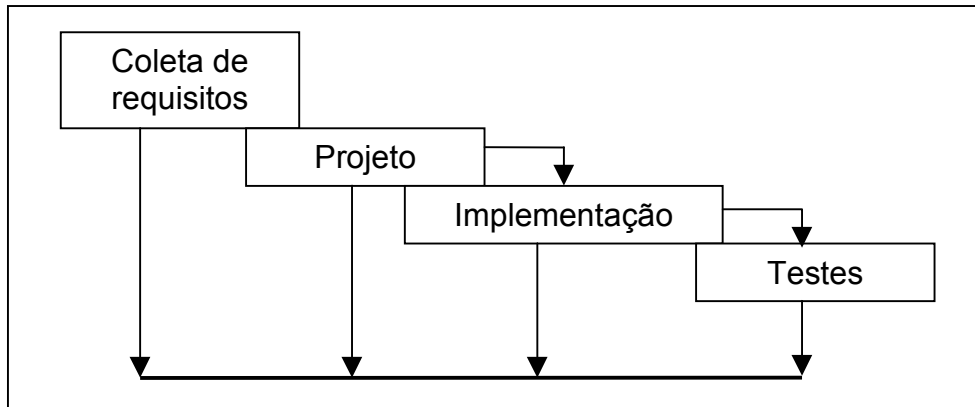 Coleta de
requisitos
Projeto
Implementação
Testes